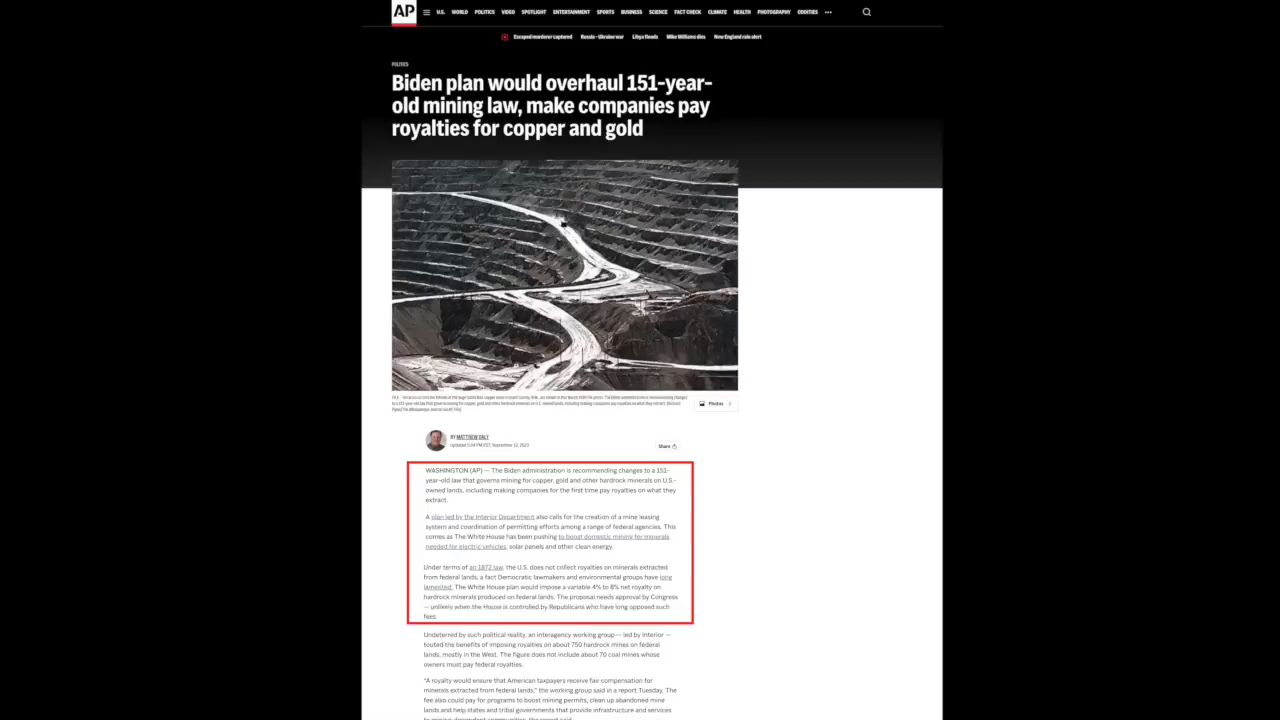 AP
U.S. WORLD POLITICS VIDEO SPOTLIGHT ENTERTAINMENT SPORTS BUSINESS SCIENCE FACT CHECK CLIMATE HEALTH PHOTOGRAPHY ODDITIES •••
Escaped murderer captured Russia-Ukraine war Libya floods Mike Williams dies New England rain alert
POLITICS
Biden plan would overhaul 151-year-
old mining law, make companies pay
royalties for copper and gold
Photos
BY MATTHEW DALY
Updated 5:04 PM EST, September 12, 2023
Share
WASHINGTON (AP) — The Biden administration is recommending changes to a 151-
year-old law that governs mining for copper, gold and other hardrock minerals on U.S.-
owned lands, including making companies for the first time pay royalties on what they
extract.
A plan led by the Interior Department also calls for the creation of a mine leasing
system and coordination of permitting efforts among a range of federal agencies. This
comes as The White House has been pushing to boost domestic mining for minerals
needed for electric vehicles, solar panels and other clean energy.
Under terms of an 1872 law, the U.S. does not collect royalties on minerals extracted
from federal lands, a fact Democratic lawmakers and environmental groups have long
lamented. The White House plan would impose a variable 4% to 8% net royalty on
hardrock minerals produced on federal lands. The proposal needs approval by Congress
— unlikely when the House is controlled by Republicans who have long opposed such
fees.
Undeterred by such political reality, an interagency working group — led by Interior —
touted the benefits of imposing royalties on about 750 hardrock mines on federal
lands, mostly in the West. The figure does not include about 70 coal mines whose
owners must pay federal royalties.
"A royalty would ensure that American taxpayers receive fair compensation for
minerals extracted from federal lands," the working group said in a report Tuesday. The
fee also could pay for programs to boost mining permits, clean up abandoned mine
lands and help states and tribal governments that provide infrastructure and services
to mining-dependent communities, the report said.